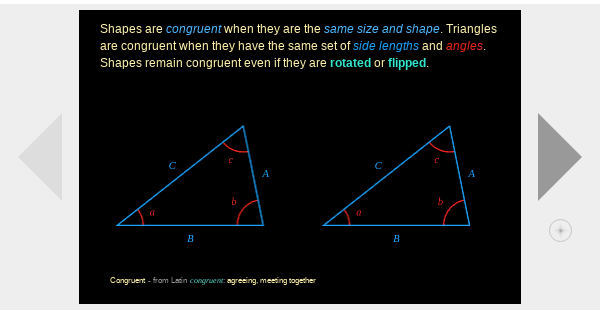 Shapes are congruent when they are the same size and shape. Triangles
are congruent when they have the same set of side lengths and angles.
Shapes remain congruent even if they are rotated or flipped.
C c A C c A
a b a b
B B
Congruent - from Latin congruent: agreeing, meeting together